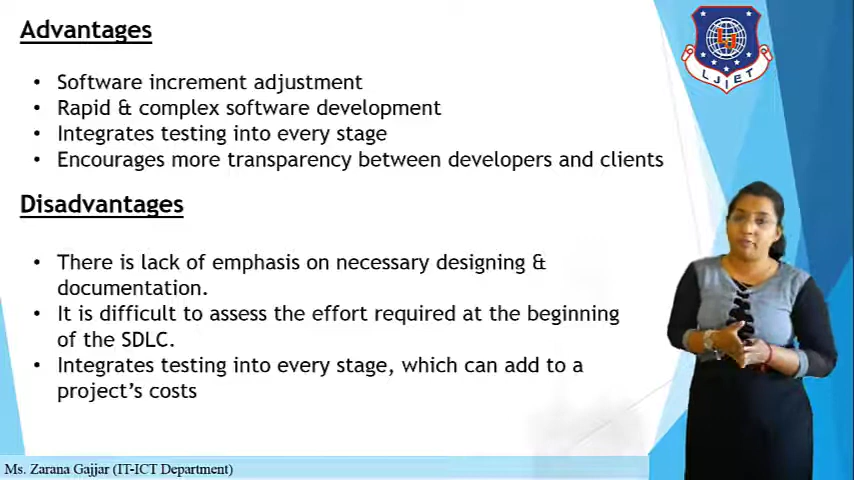 Advantages
LJIET
• Software increment adjustment
• Rapid & complex software development
• Integrates testing into every stage
• Encourages more transparency between developers and clients
Disadvantages
• There is lack of emphasis on necessary designing &
documentation.
• It is difficult to assess the effort required at the beginning
of the SDLC.
• Integrates testing into every stage, which can add to a
project's costs
Ms. Zarana Gajjar (IT-ICT Department)